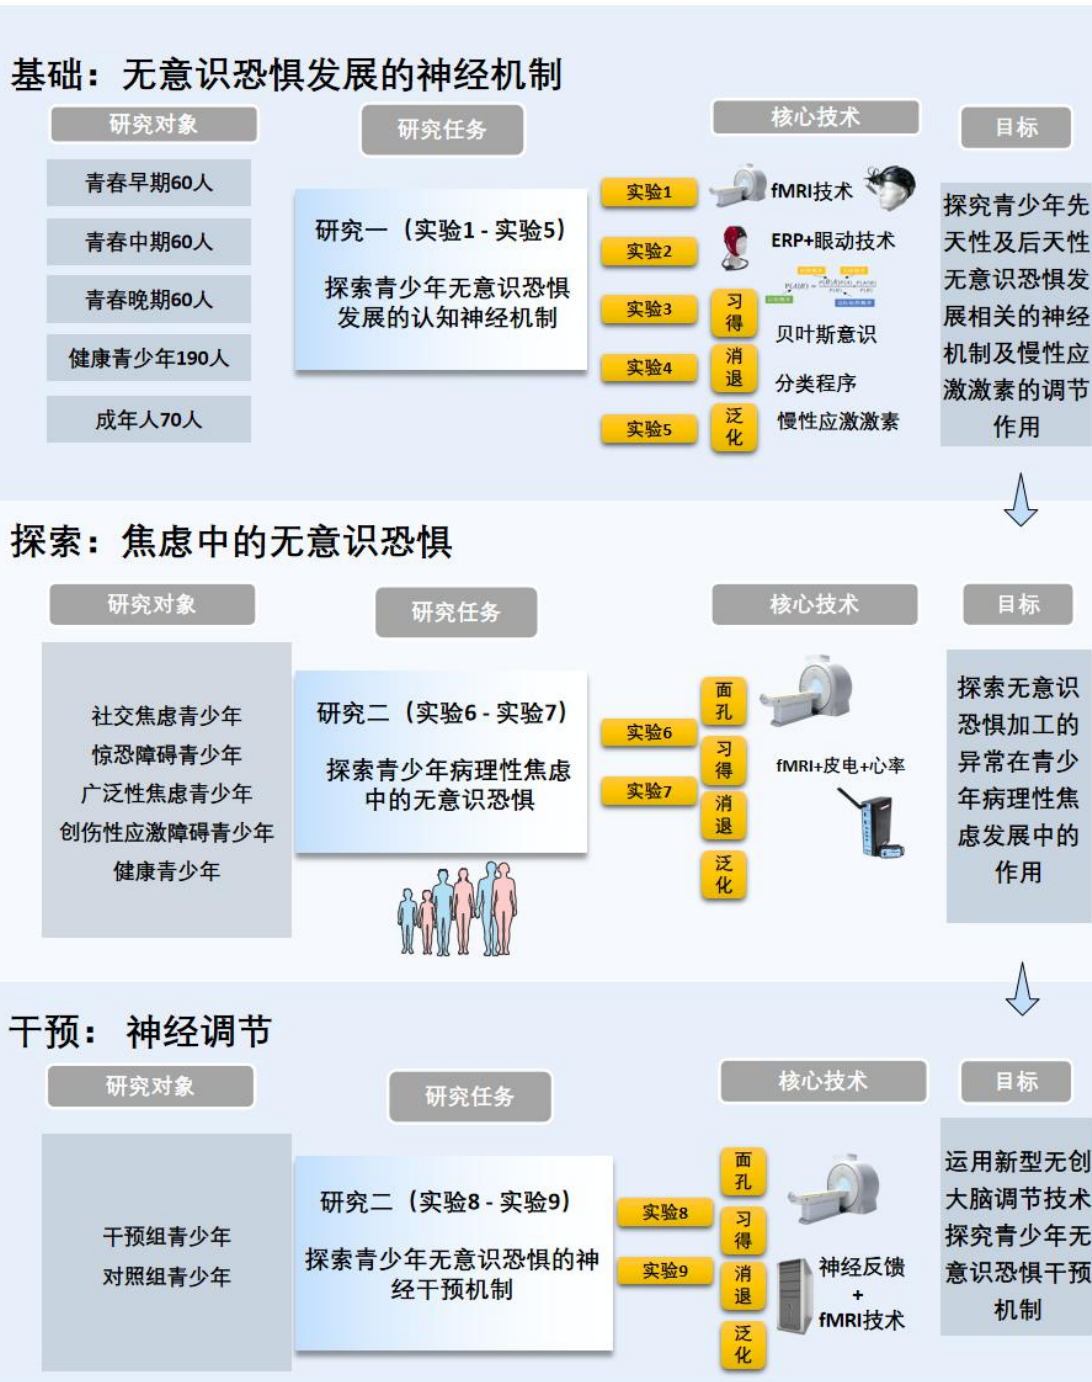 基础：无意识恐惧发展的神经机制
研究对象
研究任务
核心技术
目标
青春早期60人
青春中期60人
青春晚期60人
健康青少年190人
成年人70人
研究一（实验1 - 实验5）
探索青少年无意识恐惧
发展的认知神经机制
实验1
实验2
实验3
实验4
实验5
习
得
消
退
泛
化
fMRI技术
ERP+眼动技术
贝叶斯意识
分类程序
慢性应激激素
探究青少年先
天性及后天性
无意识恐惧发
展相关的神经
机制及慢性应
激激素的调节
作用
探索：焦虑中的无意识恐惧
研究对象
研究任务
核心技术
目标
社交焦虑青少年
惊恐障碍青少年
广泛性焦虑青少年
创伤性应激障碍青少年
健康青少年
研究二（实验6 - 实验7）
探索青少年病理性焦虑
中的无意识恐惧
实验6
实验7
面
孔
习
得
消
退
泛
化
fMRI+皮电+心率
探索无意识
恐惧加工的
异常在青少
年病理性焦
虑发展中的
作用
干预： 神经调节
研究对象
研究任务
核心技术
目标
干预组青少年
对照组青少年
研究二（实验8 - 实验9）
探索青少年无意识恐惧的神
经干预机制
实验8
实验9
面
孔
习
得
消
退
泛
化
神经反馈
+
fMRI技术
运用新型无创
大脑调节技术
探究青少年无
意识恐惧干预
机制